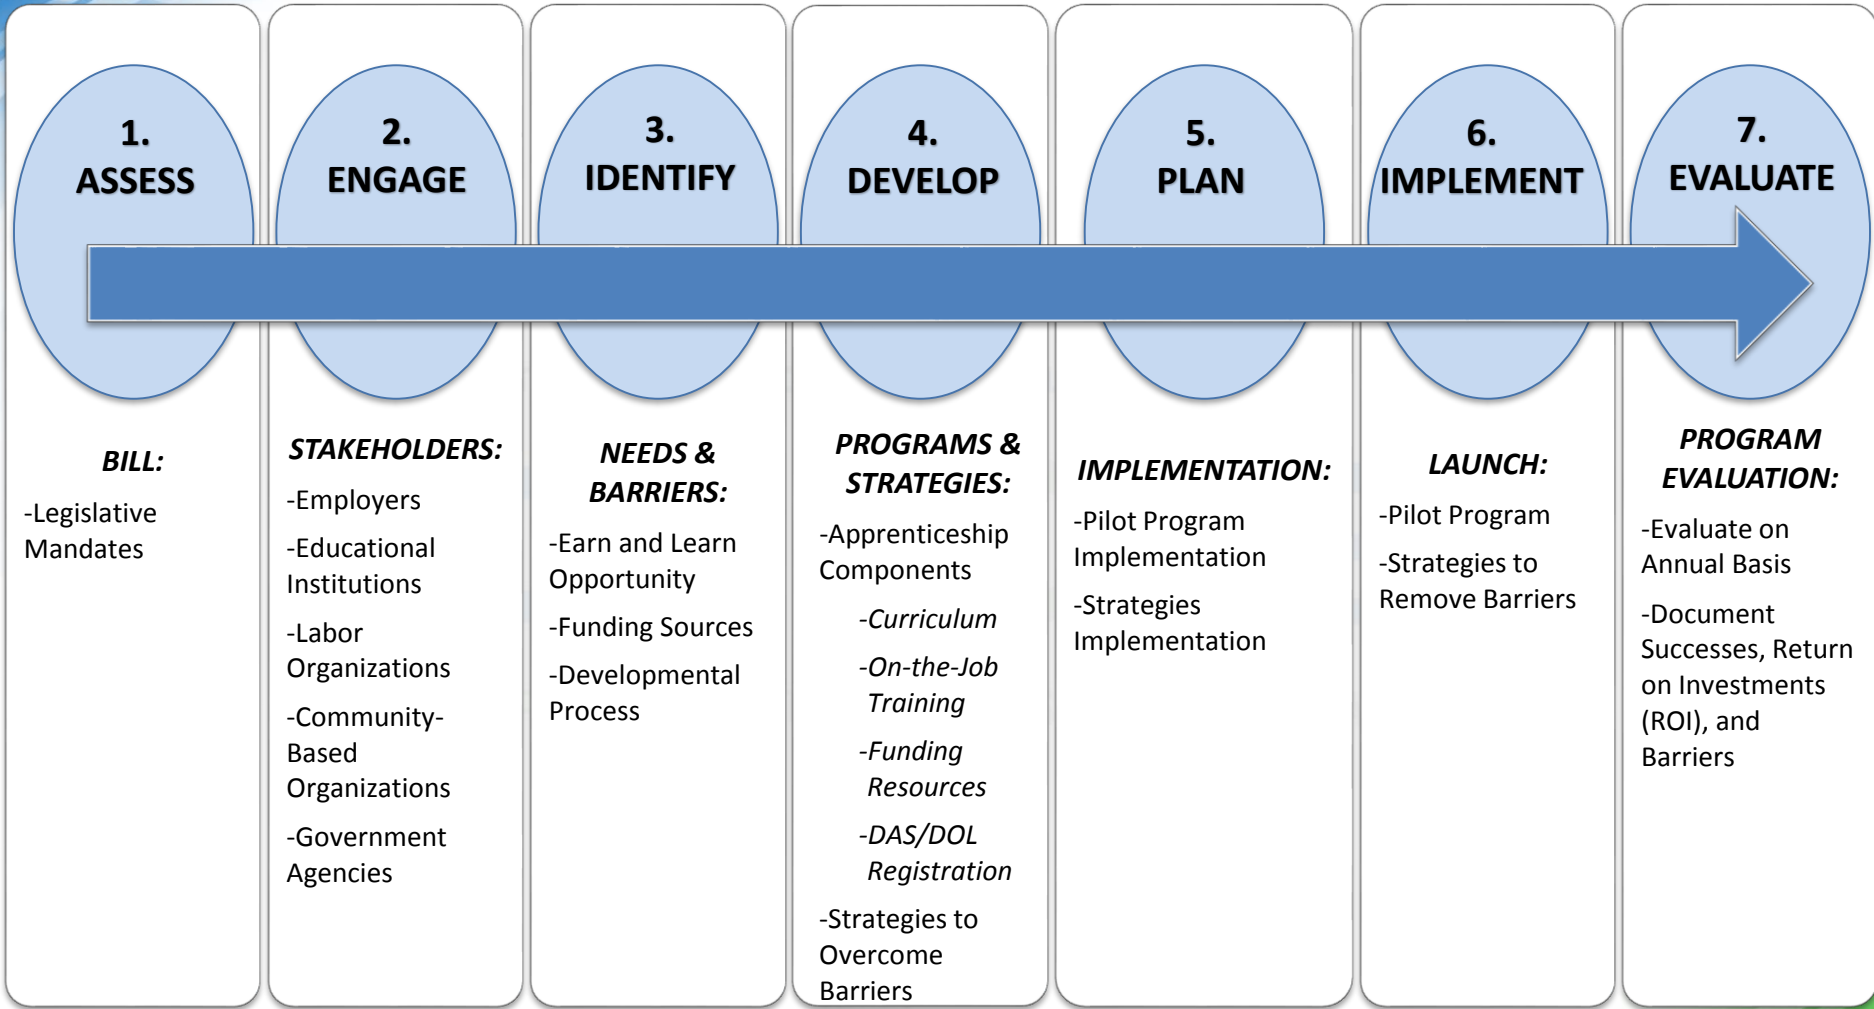 1.
ASSESS
BILL:
-Legislative
Mandates
2.
ENGAGE
STAKEHOLDERS:
-Employers
-Educational
Institutions
-Labor
Organizations
-Community-
Based
Organizations
-Government
Agencies
3.
IDENTIFY
NEEDS &
BARRIERS:
-Earn and Learn
Opportunity
-Funding Sources
-Developmental
Process
4.
DEVELOP
PROGRAMS &
STRATEGIES:
-Apprenticeship
Components
-Curriculum
-On-the-Job
Training
-Funding
Resources
-DAS/DOL
Registration
-Strategies to
Overcome
Barriers
5.
PLAN
IMPLEMENTATION:
-Pilot Program
Implementation
-Strategies
Implementation
6.
IMPLEMENT
LAUNCH:
-Pilot Program
-Strategies to
Remove Barriers
7.
EVALUATE
PROGRAM
EVALUATION:
-Evaluate on
Annual Basis
-Document
Successes, Return
on Investments
(ROI), and
Barriers